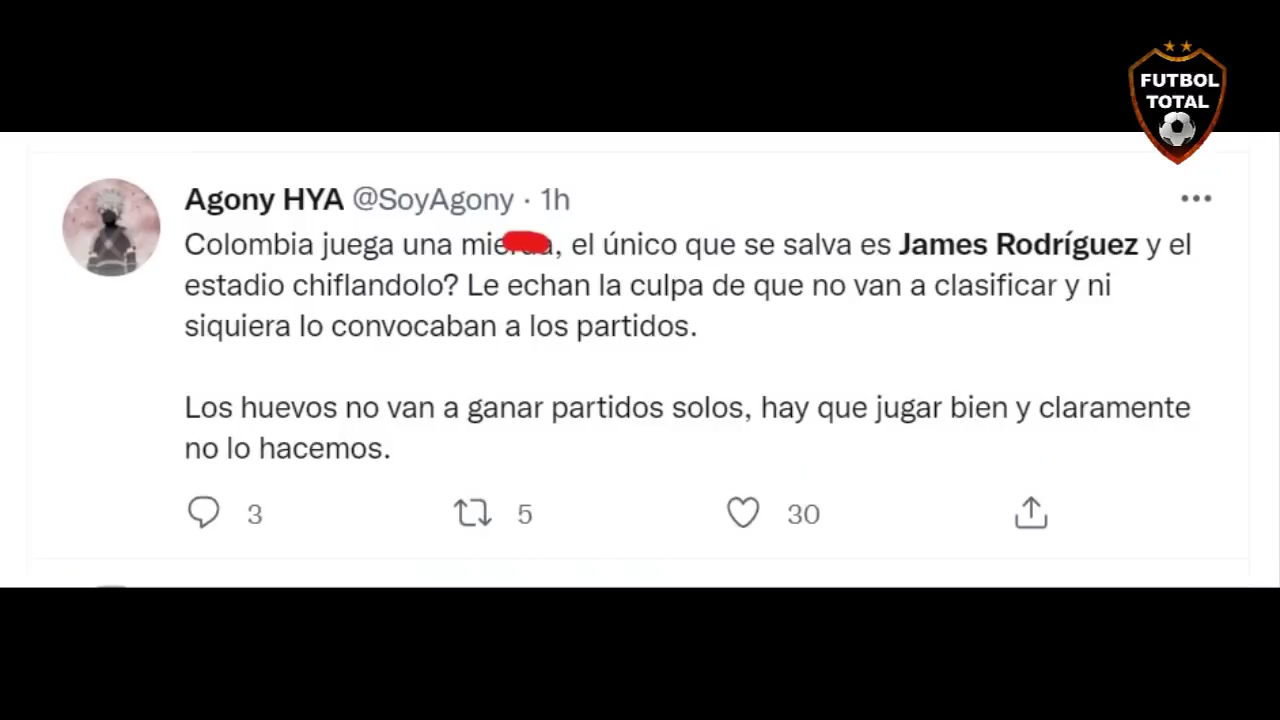 FUTBOL
TOTAL
Agony HYA @SoyAgony · 1h
Colombia juega una mie a, el único que se salva es James Rodríguez y el
estadio chiflandolo? Le echan la culpa de que no van a clasificar y ni
siquiera lo convocaban a los partidos.
Los huevos no van a ganar partidos solos, hay que jugar bien y claramente
no lo hacemos.
3 5 30